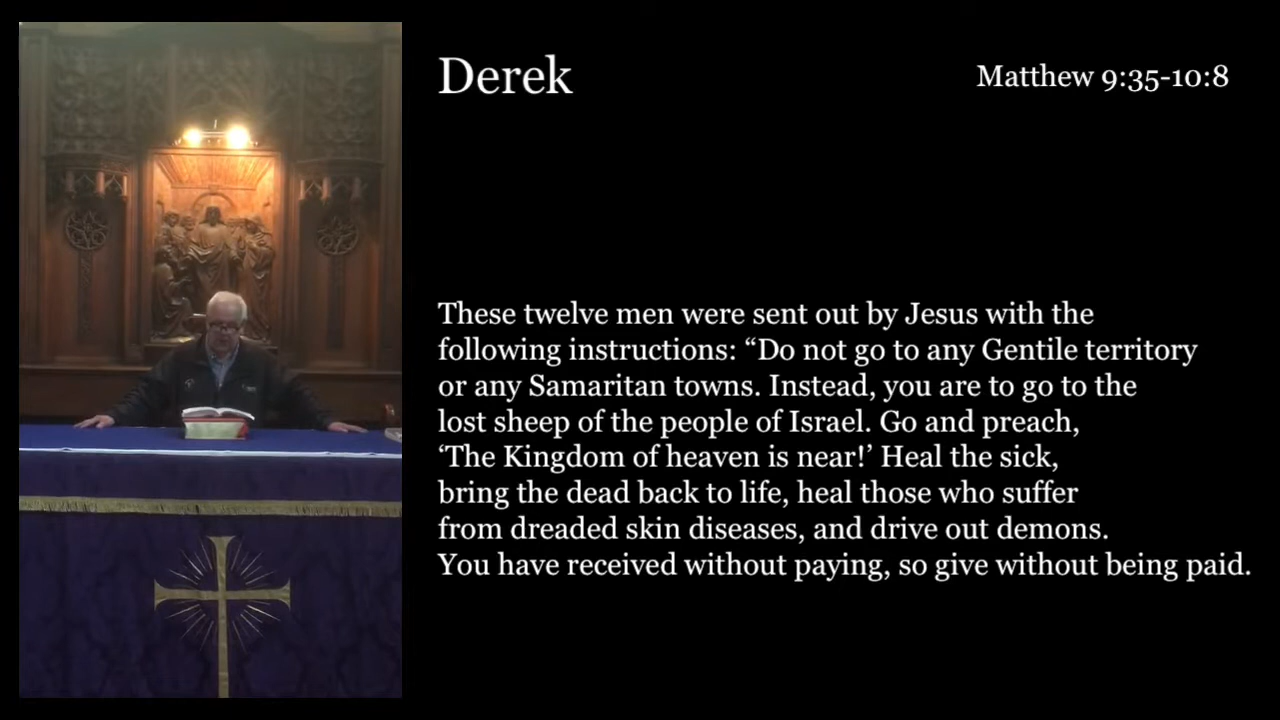 Derek
Matthew 9:35-10:8
These twelve men were sent out by Jesus with the
following instructions: “Do not go to any Gentile territory
or any Samaritan towns. Instead, you are to go to the
lost sheep of the people of Israel. Go and preach,
‘The Kingdom of heaven is near!’ Heal the sick,
bring the dead back to life, heal those who suffer
from dreaded skin diseases, and drive out demons.
You have received without paying, so give without being paid.